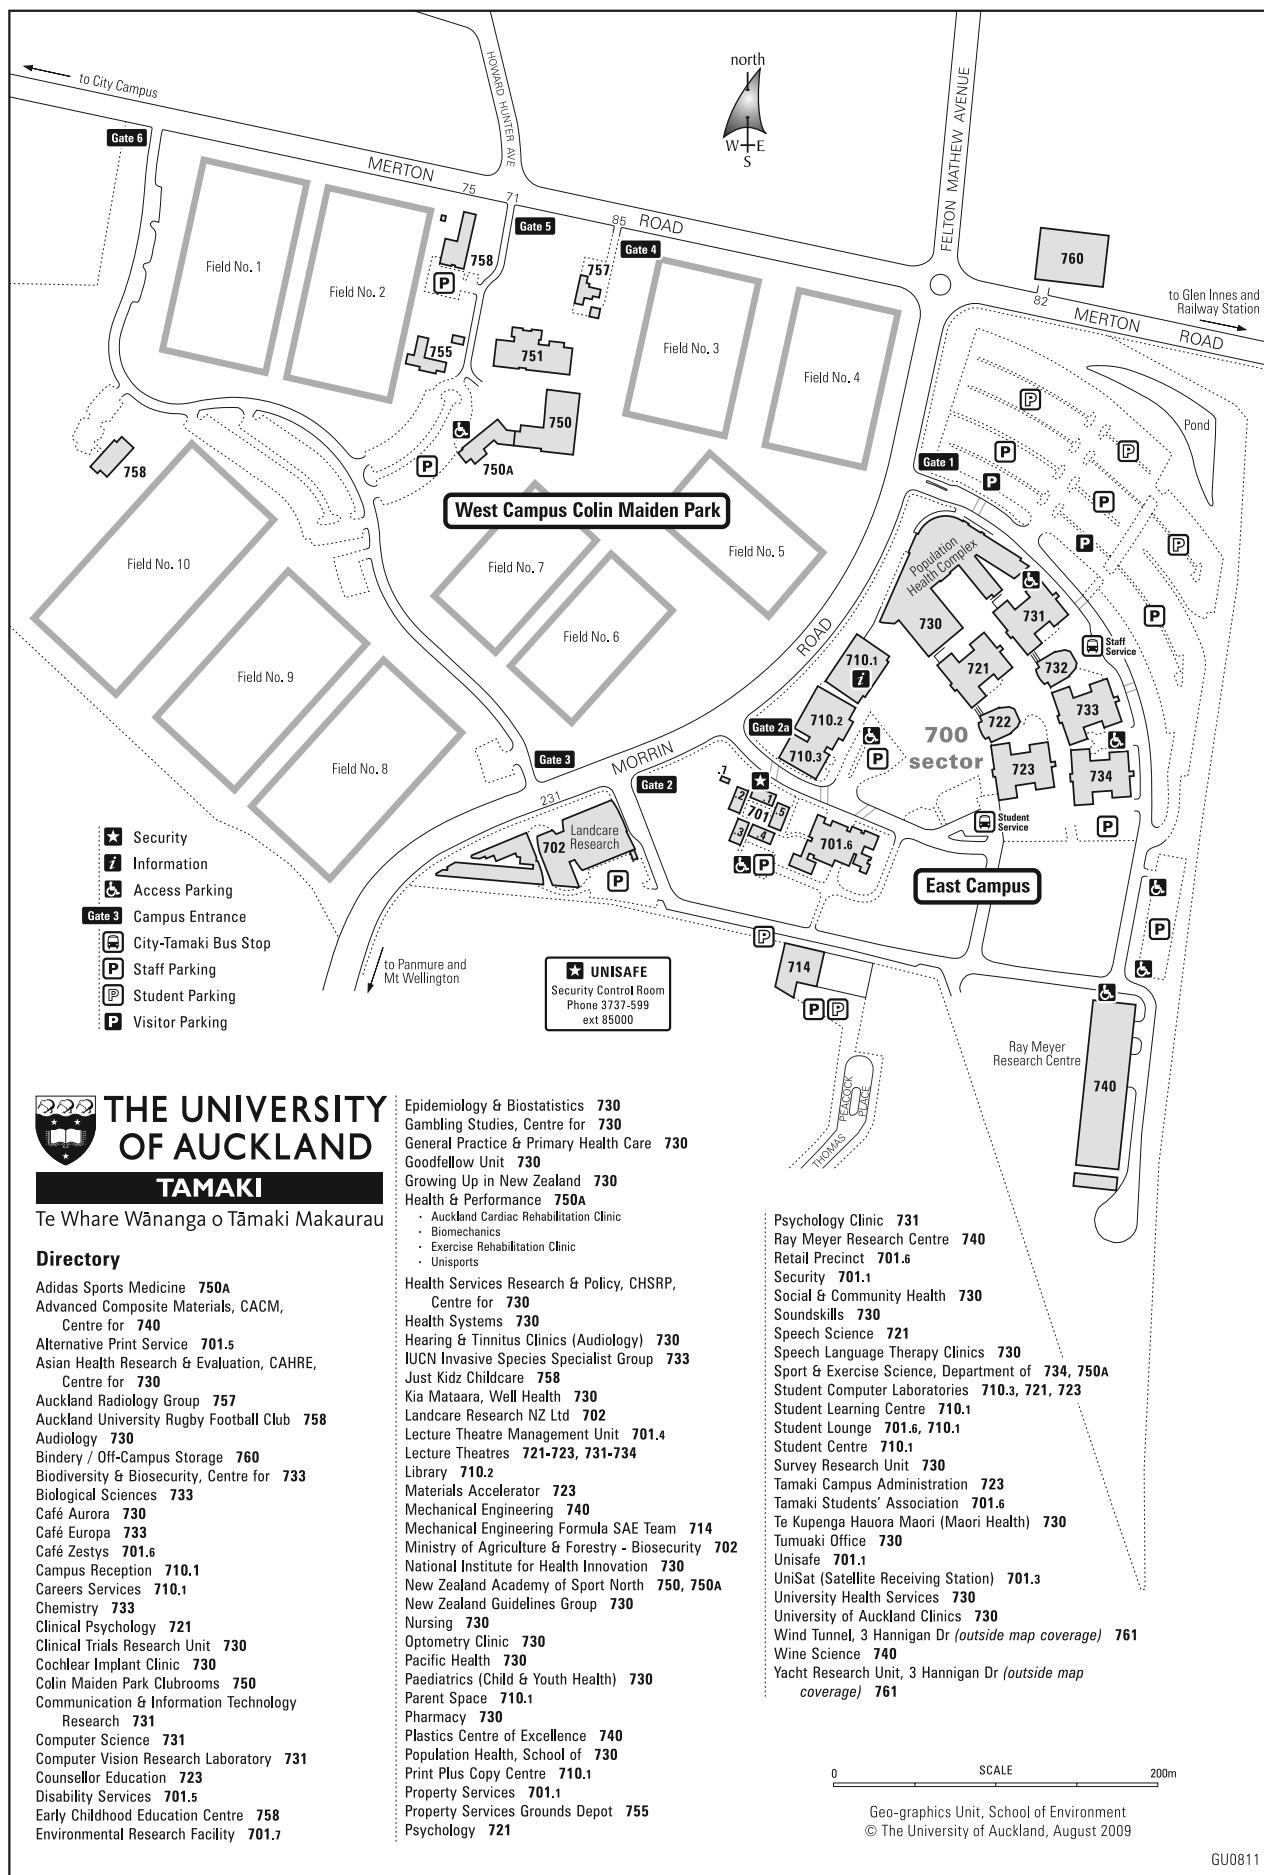 north
W E
S
to City Campus
HOWARD HUNTER AVE
FELTON MATHEW AVENUE
Gate 6
MERTON
75
71
Gate 5
85
ROAD
Gate 4
760
82
to Glen Innes and
Railway Station
MERTON
ROAD
Field No. 1
Field No. 2
758
P
757
755
751
Field No. 3
Field No. 4
P
Pond
750
758
P
750A
Gate 1
P
P
P
P
West Campus Colin Maiden Park
Field No. 5
P
P
Population
Health Complex
Field No. 10
Field No. 7
Field No. 6
730
731
P
Staff
Service
ROAD
710.1
i
721
732
Field No. 9
722
733
Gate 2a
710.2
700
sector
710.3
P
723
734
Field No. 8
Gate 3
MORRIN
Gate 2
231
.7
.2
.1
701
.5
.3
.4
Student
Service
P
702
Landcare
Research
701.6
P
P
East Campus
Security
i Information
Access Parking
Gate 3 Campus Entrance
City-Tamaki Bus Stop
P Staff Parking
P Student Parking
P Visitor Parking
P
P
to Panmure and
Mt Wellington
UNISAFE
Security Control Room
Phone 3737-599
ext 85000
714
P P
Ray Meyer
Research Centre
740
THOMAS
PEACOCK
PLACE
THE UNIVERSITY
OF AUCKLAND
TAMAKI
Te Whare Wānanga o Tāmaki Makaurau
Directory
Adidas Sports Medicine 750A
Advanced Composite Materials, CACM,
Centre for 740
Alternative Print Service 701.5
Asian Health Research & Evaluation, CAHRE,
Centre for 730
Auckland Radiology Group 757
Auckland University Rugby Football Club 758
Audiology 730
Bindery / Off-Campus Storage 760
Biodiversity & Biosecurity, Centre for 733
Biological Sciences 733
Café Aurora 730
Café Europa 733
Café Zestys 701.6
Campus Reception 710.1
Careers Services 710.1
Chemistry 733
Clinical Psychology 721
Clinical Trials Research Unit 730
Cochlear Implant Clinic 730
Colin Maiden Park Clubrooms 750
Communication & Information Technology
Research 731
Computer Science 731
Computer Vision Research Laboratory 731
Counsellor Education 723
Disability Services 701.5
Early Childhood Education Centre 758
Environmental Research Facility 701.7
Epidemiology & Biostatistics 730
Gambling Studies, Centre for 730
General Practice & Primary Health Care 730
Goodfellow Unit 730
Growing Up in New Zealand 730
Health & Performance 750A
· Auckland Cardiac Rehabilitation Clinic
· Biomechanics
· Exercise Rehabilitation Clinic
· Unisports
Health Services Research & Policy, CHSRP,
Centre for 730
Health Systems 730
Hearing & Tinnitus Clinics (Audiology) 730
IUCN Invasive Species Specialist Group 733
Just Kidz Childcare 758
Kia Mataara, Well Health 730
Landcare Research NZ Ltd 702
Lecture Theatre Management Unit 701.4
Lecture Theatres 721-723, 731-734
Library 710.2
Materials Accelerator 723
Mechanical Engineering 740
Mechanical Engineering Formula SAE Team 714
Ministry of Agriculture & Forestry - Biosecurity 702
National Institute for Health Innovation 730
New Zealand Academy of Sport North 750, 750A
New Zealand Guidelines Group 730
Nursing 730
Optometry Clinic 730
Pacific Health 730
Paediatrics (Child & Youth Health) 730
Parent Space 710.1
Pharmacy 730
Plastics Centre of Excellence 740
Population Health, School of 730
Print Plus Copy Centre 710.1
Property Services 701.1
Property Services Grounds Depot 755
Psychology 721
Psychology Clinic 731
Ray Meyer Research Centre 740
Retail Precinct 701.6
Security 701.1
Social & Community Health 730
Soundskills 730
Speech Science 721
Speech Language Therapy Clinics 730
Sport & Exercise Science, Department of 734, 750A
Student Computer Laboratories 710.3, 721, 723
Student Learning Centre 710.1
Student Lounge 701.6, 710.1
Student Centre 710.1
Survey Research Unit 730
Tamaki Campus Administration 723
Tamaki Students' Association 701.6
Te Kupenga Hauora Maori (Maori Health) 730
Tumuaki Office 730
Unisafe 701.1
UniSat (Satellite Receiving Station) 701.3
University Health Services 730
University of Auckland Clinics 730
Wind Tunnel, 3 Hannigan Dr (outside map coverage) 761
Wine Science 740
Yacht Research Unit, 3 Hannigan Dr (outside map
coverage) 761
SCALE
0 200m
Geo-graphics Unit, School of Environment
© The University of Auckland, August 2009
GU0811